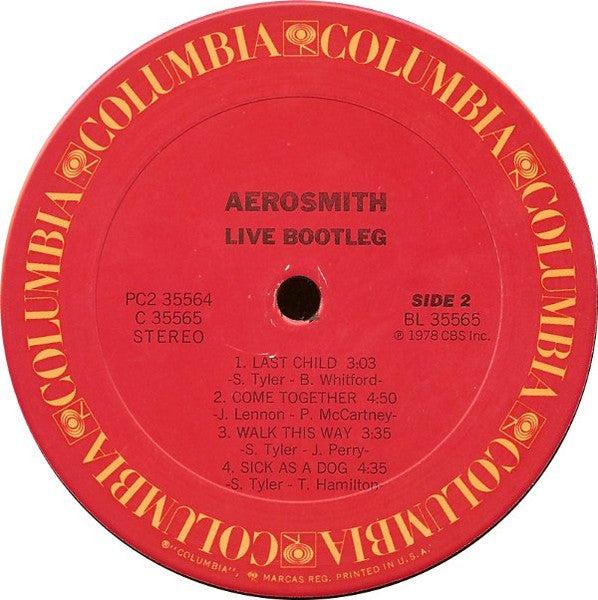 COLUMBIA COLUMBIA COLUMBIA COLUMBIA COLUMBIA COLUMBIA
AEROSMITH
LIVE BOOTLEG
PC2 35564
C 35565
STEREO
SIDE 2
BL 35565
℗ 1978 CBS Inc.
1. LAST CHILD 3:03
-S. Tyler - B. Whitford-
2. COME TOGETHER 4:50
-J. Lennon - P. McCartney-
3. WALK THIS WAY 3:35
-S. Tyler - J. Perry-
4. SICK AS A DOG 4:35
-S. Tyler - T. Hamilton-
®"COLUMBIA", MARCAS REG. PRINTED IN U.S.A.